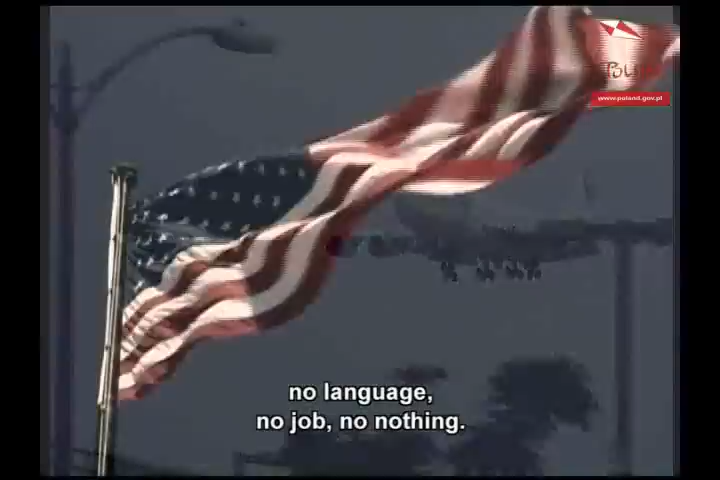 www.poland.gov.pl
no language,
no job, no nothing.